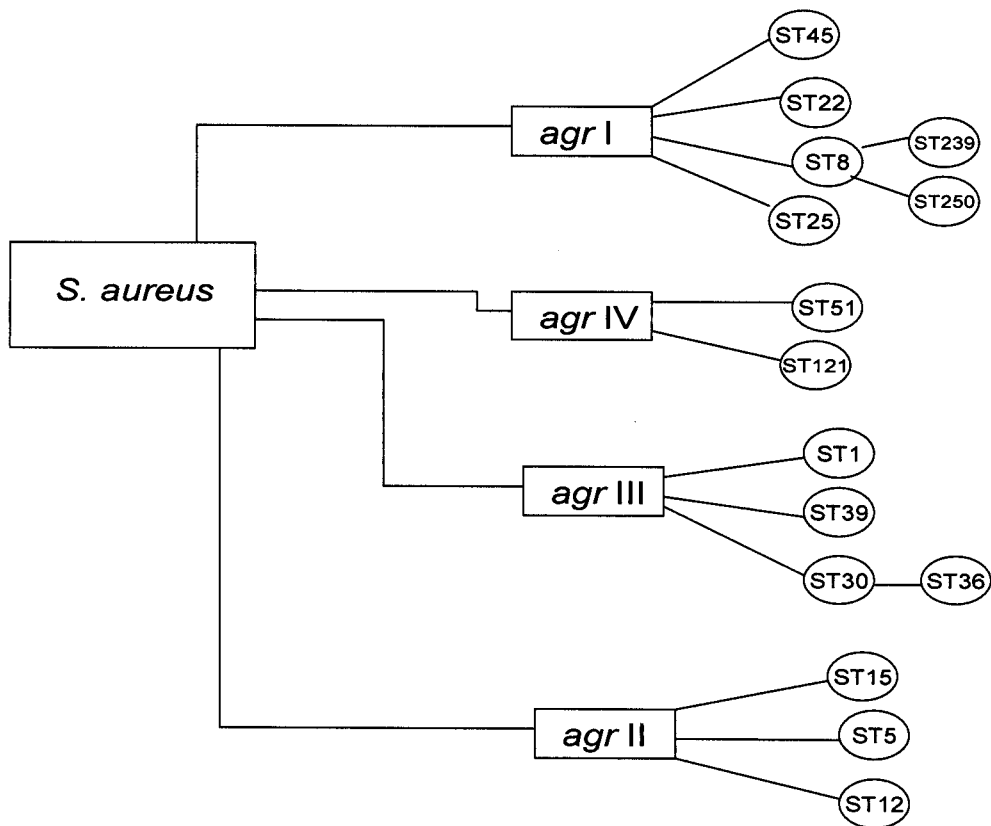 S. aureus
agr I
ST45
ST22
ST8
ST239
ST250
ST25
agr IV
ST51
ST121
agr III
ST1
ST39
ST30
ST36
agr II
ST15
ST5
ST12